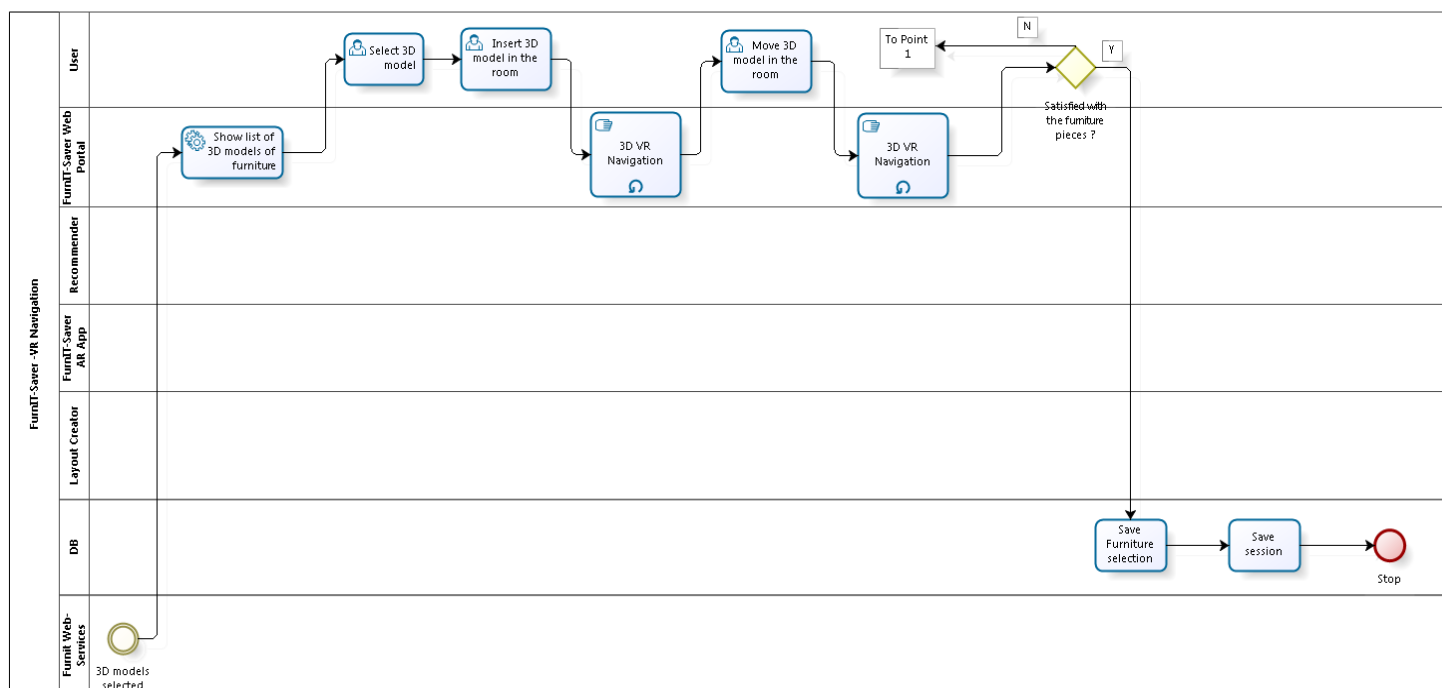 FurnIT-Saver -VR Navigation
User
Select 3D
model
Insert 3D
model in the
room
Move 3D
model in the
room
To Point
1
N
Y
Satisfied with
the furniture
pieces ?
FurnIT-Saver Web
Portal
Show list of
3D models of
furniture
3D VR
Navigation
3D VR
Navigation
Recommender
FurnIT-Saver
AR App
Layout Creator
DB
Save
Furniture
selection
Save
session
Stop
Furnit Web-
Services
3D models
selected